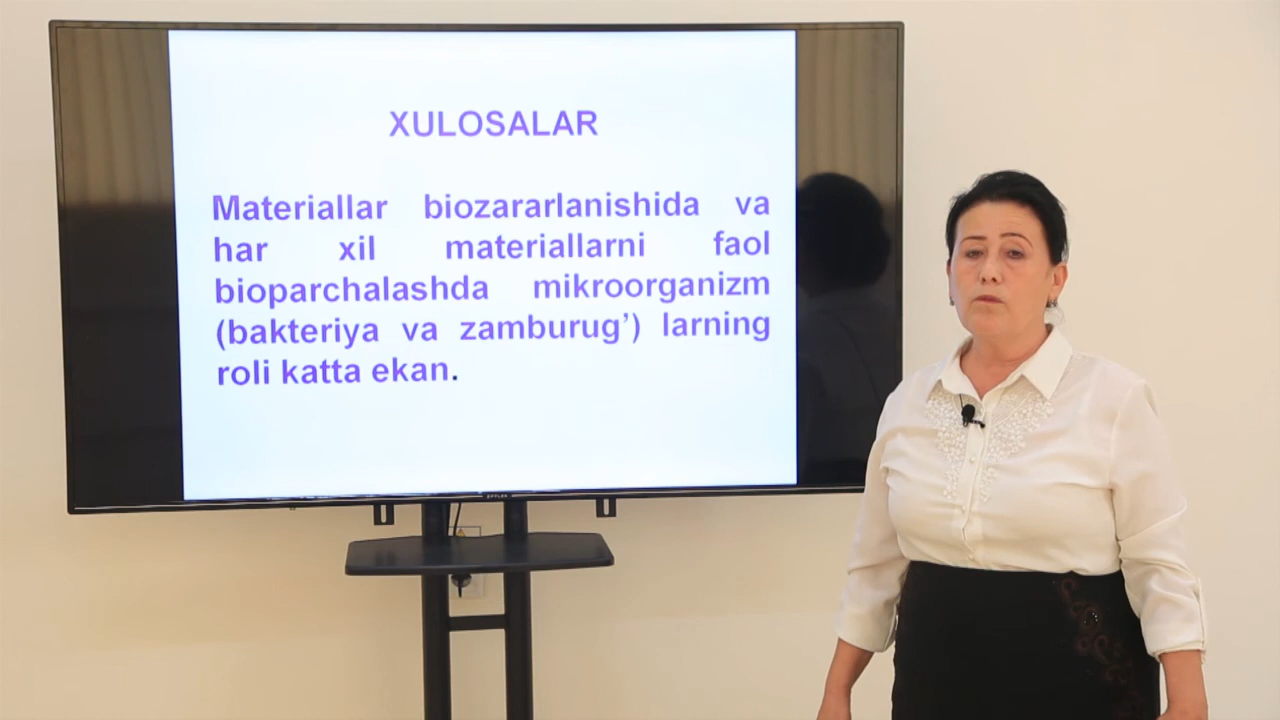 XULOSALAR
Materiallar biozararlanishida va
har xil materiallarni faol
bioparchalashda mikroorganizm
(bakteriya va zamburug’) larning
roli katta ekan.